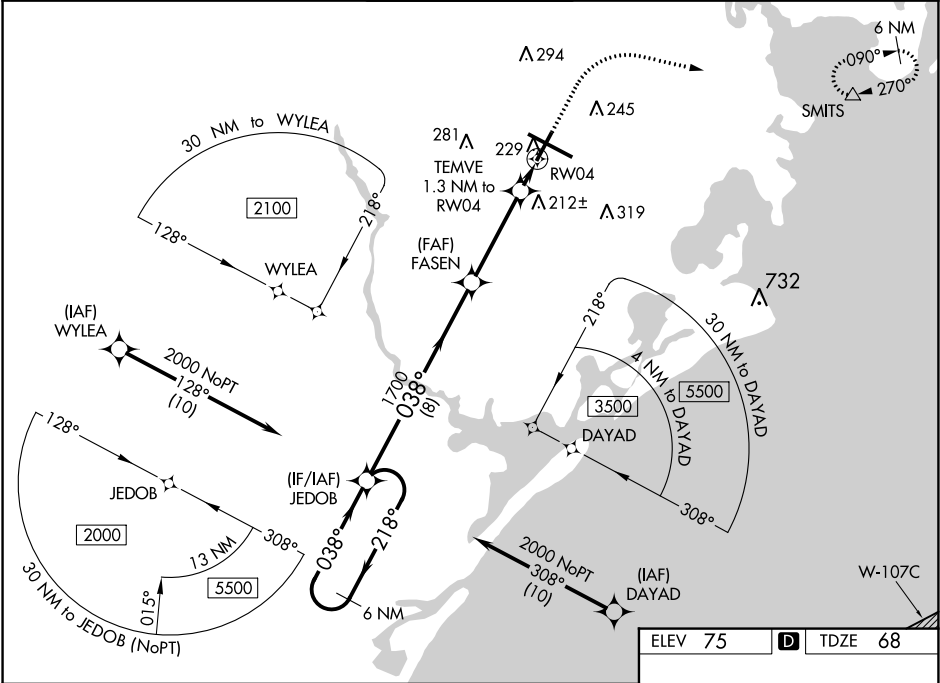 6 NM
090°
270°
SMITS
294
245
281
229
TEMVE
1.3 NM to
RW04
RW04
212±
319
30 NM to WYLEA
2100
218°
128°
WYLEA
(FAF)
FASEN
732
(IAF)
WYLEA
2000 NoPT
128°
(10)
1700
038°
(8)
218°
30 NM to DAYAD
4 NM to DAYAD
5500
3500
DAYAD
308°
128°
JEDOB
(IF/IAF)
JEDOB
2000
13 NM
308°
5500
015°
30 NM to JEDOB (NoPT)
038°
218°
6 NM
2000 NoPT
308°
(10)
(IAF)
DAYAD
W-107C
ELEV 75 D TDZE 68